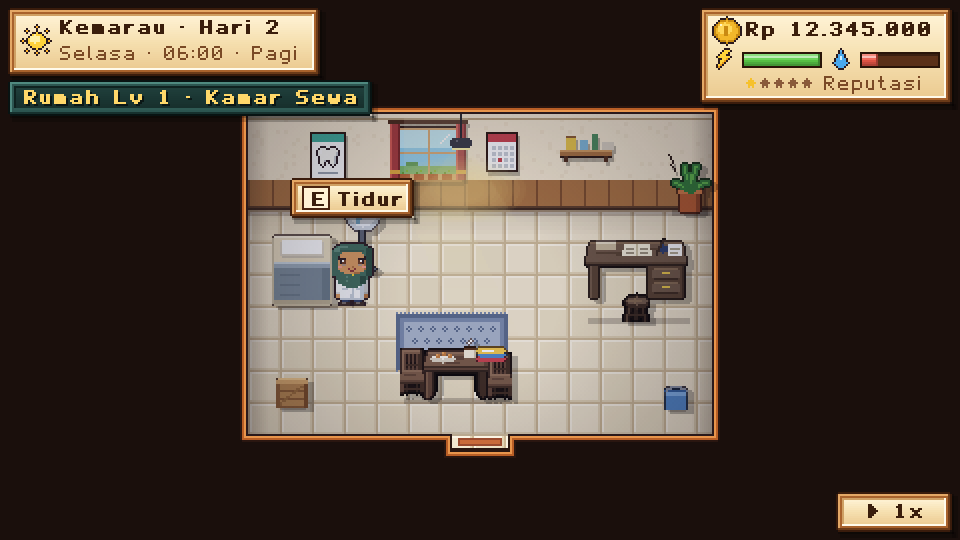 Kemarau · Hari 2
Selasa · 06:00 · Pagi
Rp 12.345.000
Reputasi
Rumah Lv 1 · Kamar Sewa
E Tidur
1x